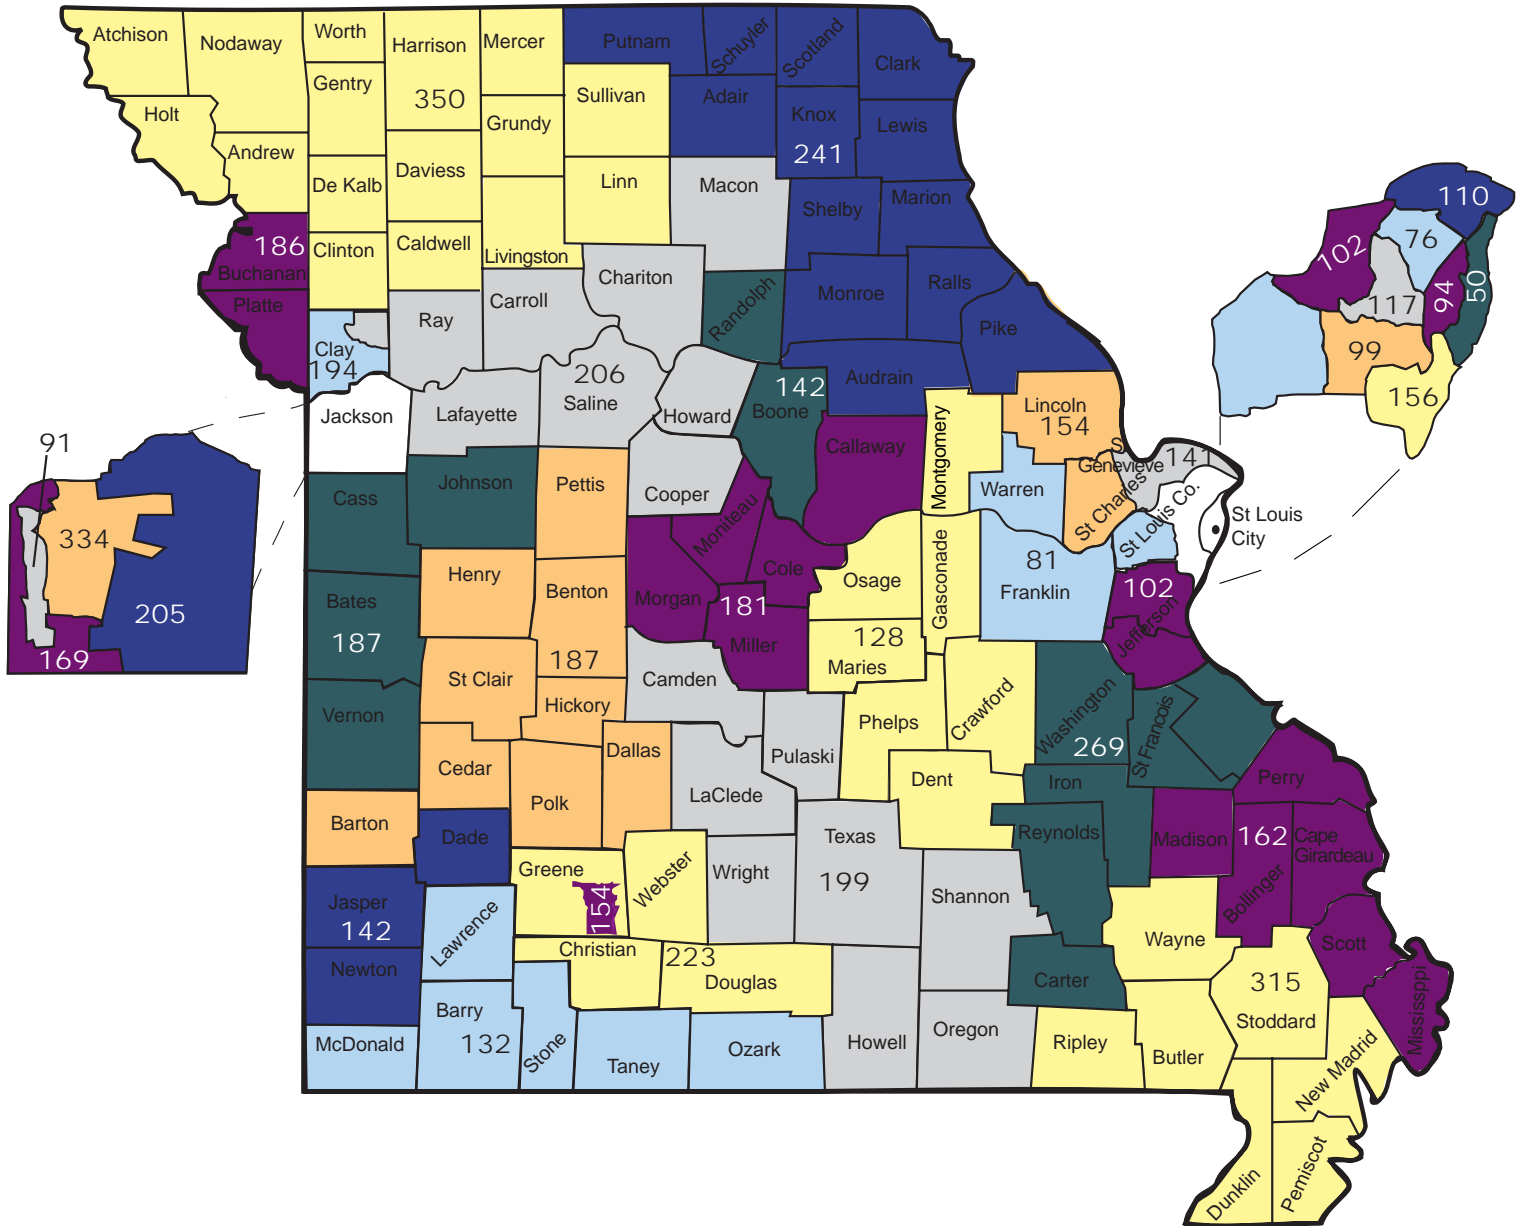 Atchison
Nodaway
Worth
Harrison
Mercer
Putnam
Schuyler
Scotland
Clark
Gentry
350
Sullivan
Adair
Knox
Lewis
Holt
Grundy
241
Andrew
De Kalb
Daviess
Linn
Macon
Shelby
Marion
110
186
Buchanan
Clinton
Caldwell
Livingston
Chariton
102
76
94
50
117
99
156
Platte
Ray
Carroll
Randolph
Monroe
Ralls
Pike
Clay
194
206
Saline
142
Boone
Audrain
Jackson
Lafayette
Howard
Callaway
Montgomery
Lincoln
154
91
334
205
169
Cass
Johnson
Pettis
Cooper
Moniteau
Warren
S
Genevieve
141
St Charles
St Louis Co.
St Louis
City
Henry
Benton
Morgan
Cole
Osage
Gasconade
81
Franklin
102
Jefferson
Bates
187
187
181
Miller
128
Maries
St Clair
Hickory
Camden
Vernon
Dallas
Pulaski
Phelps
Crawford
Washington
269
St Francois
Cedar
Polk
LaClede
Dent
Iron
Perry
Barton
Dade
Texas
199
Reynolds
Madison
162
Cape
Girardeau
Greene
154
Webster
Wright
Shannon
Bollinger
Jasper
142
Lawrence
Christian
223
Douglas
Wayne
Scott
Newton
Carter
315
Stoddard
Mississppi
McDonald
Barry
132
Stone
Taney
Ozark
Howell
Oregon
Ripley
Butler
New Madrid
Dunklin
Pemiscot